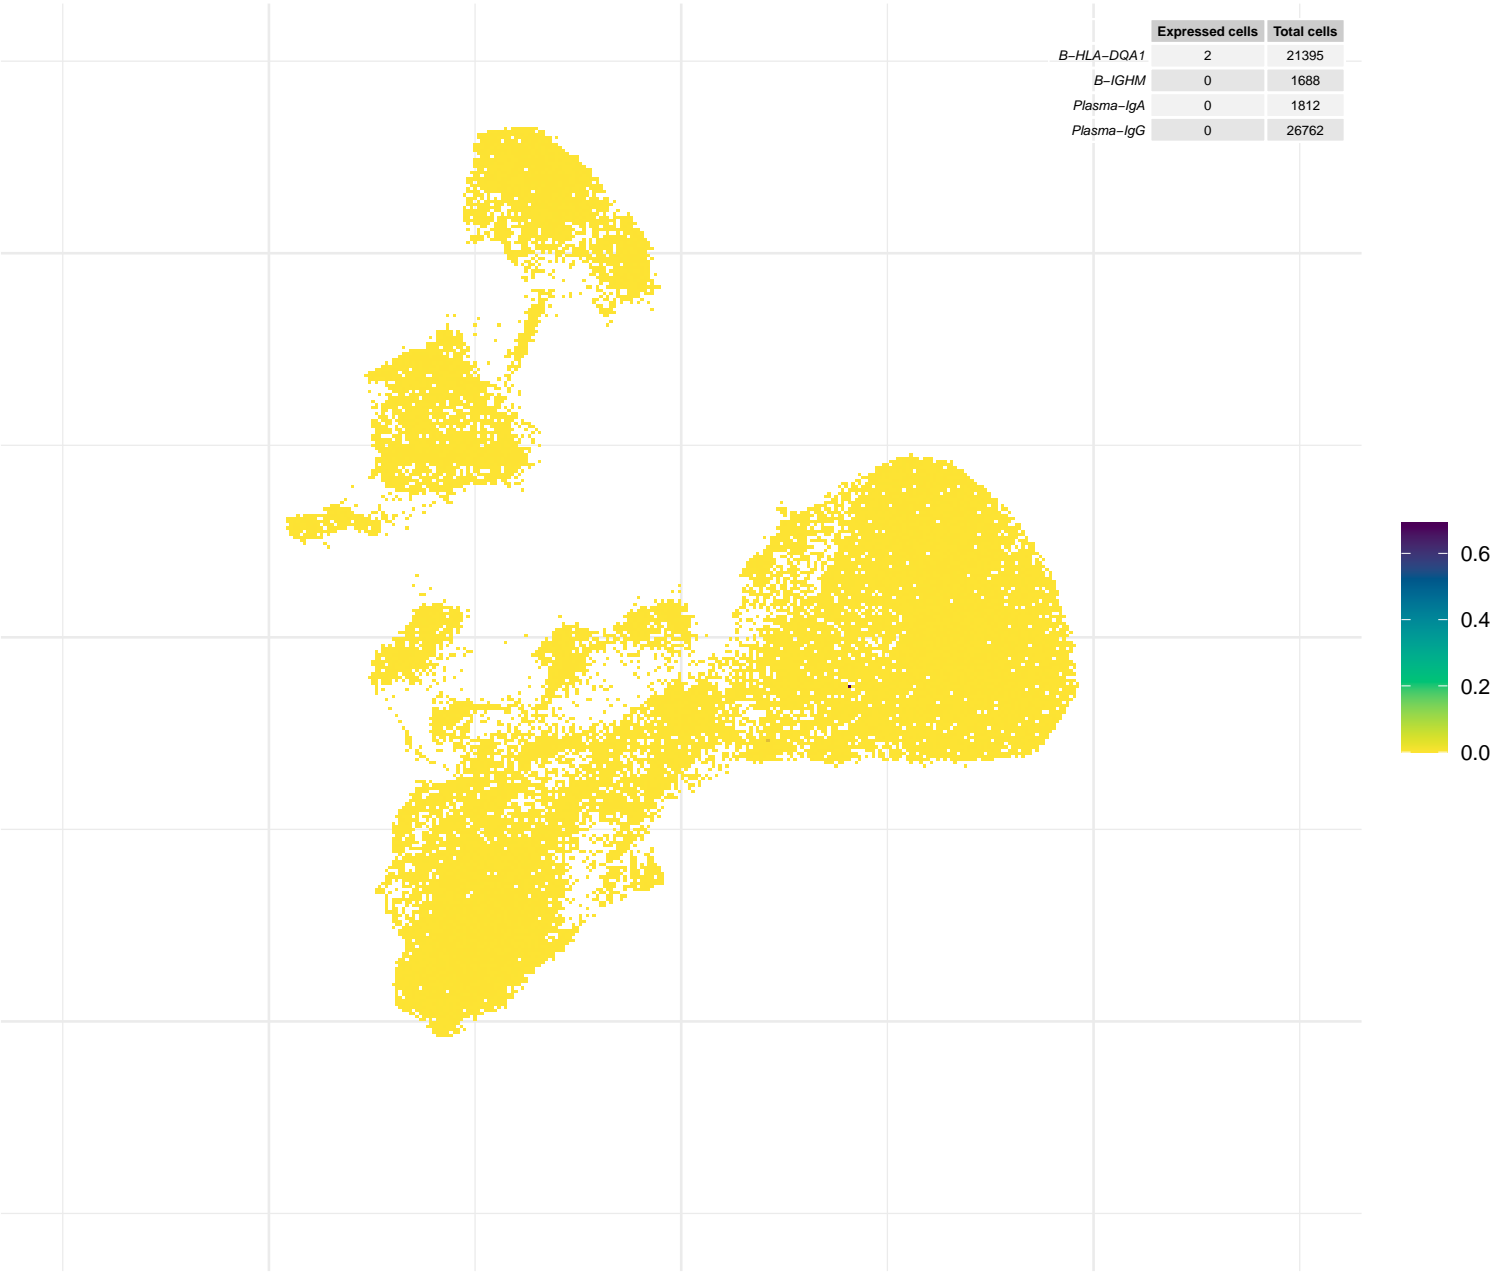 Expressed cells Total cells
B−HLA−DQA1 2 21395
B−IGHM 0 1688
Plasma−IgA 0 1812
Plasma−IgG 0 26762
0.6
0.4
0.2
0.0